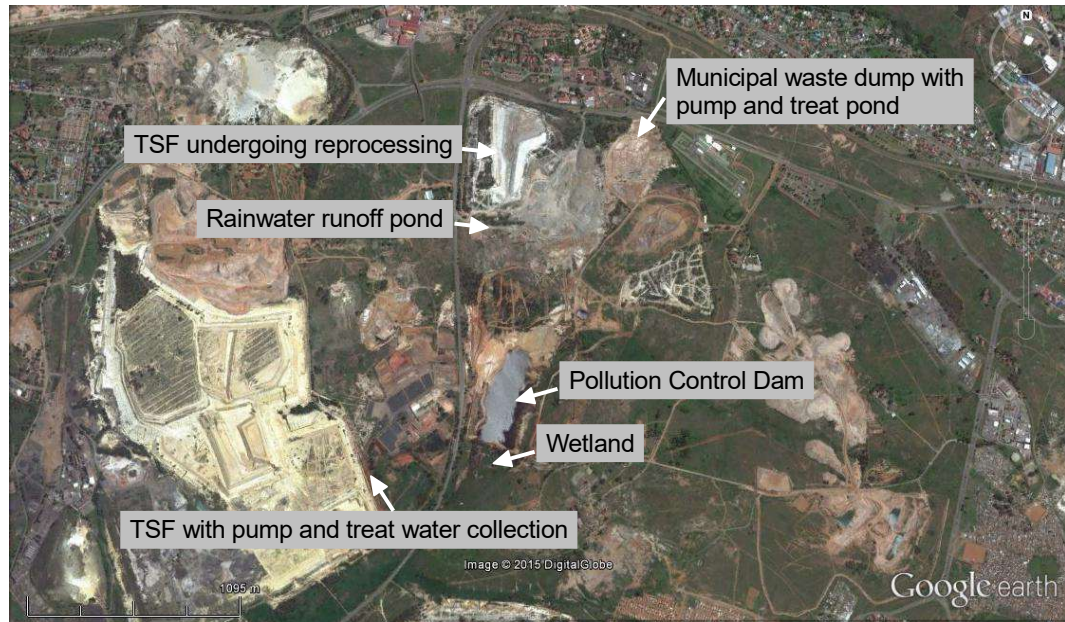 N
Municipal waste dump with
pump and treat pond
TSF undergoing reprocessing
Rainwater runoff pond
Pollution Control Dam
Wetland
TSF with pump and treat water collection
Image © 2015 DigitalGlobe
1095 m
Google earth